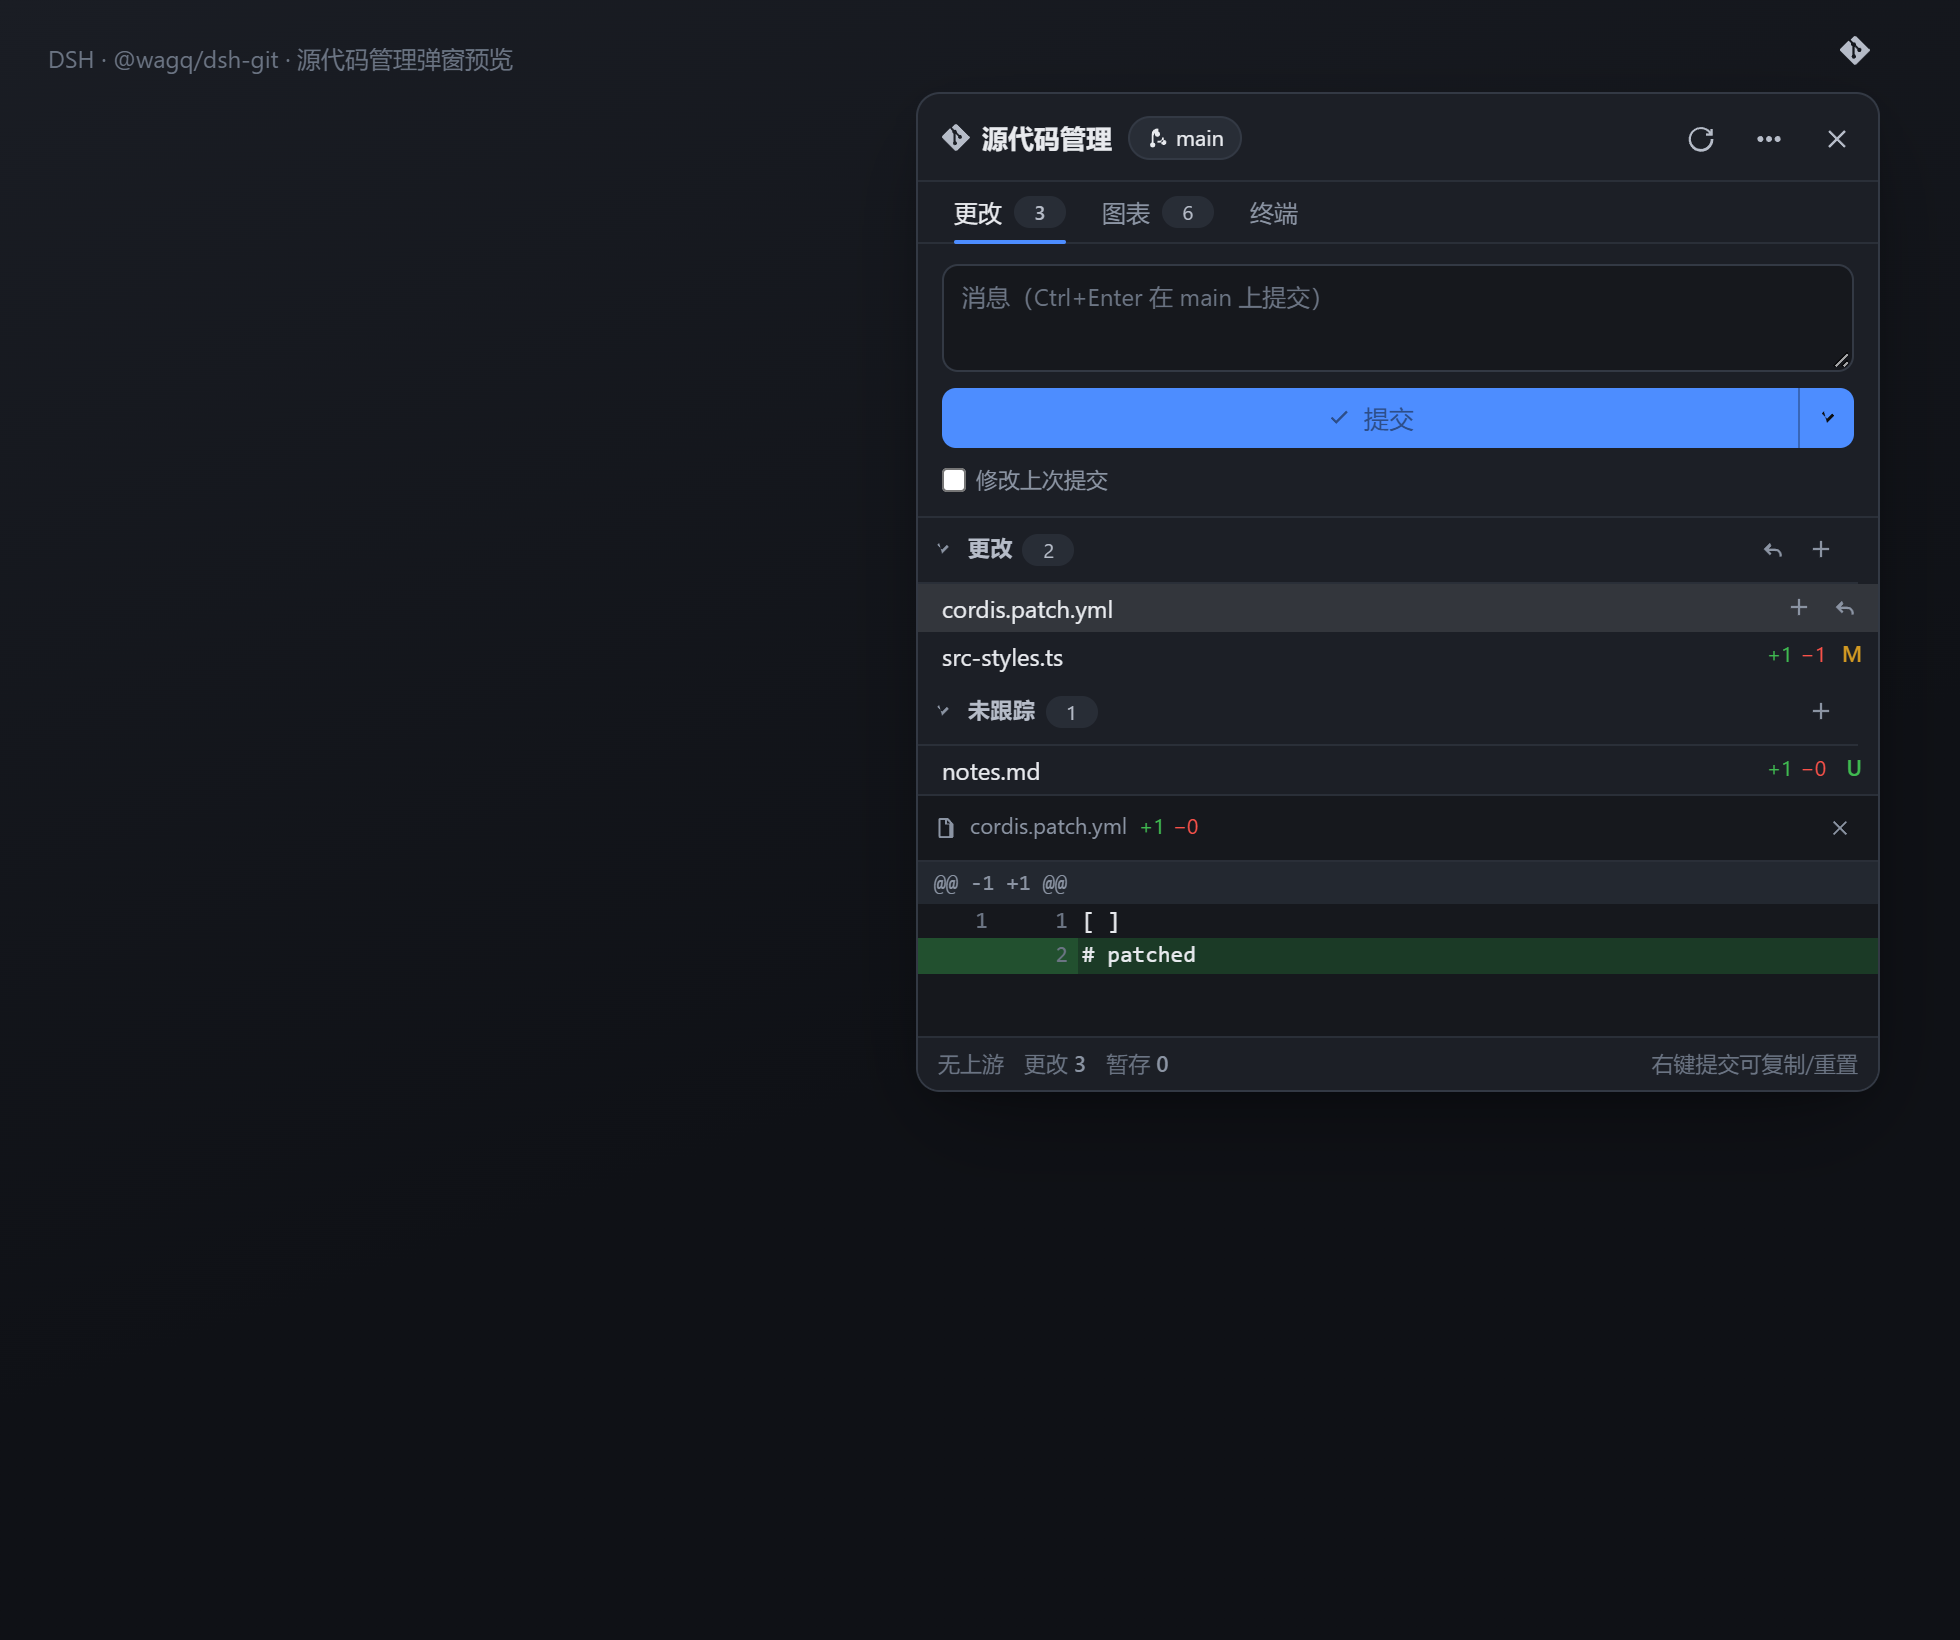 DSH · @wagq/dsh-git · 源代码管理弹窗预览
源代码管理 main
更改 3 图表 6 终端
消息（Ctrl+Enter 在 main 上提交）
提交
修改上次提交
更改 2
cordis.patch.yml
src-styles.ts +1 −1 M
未跟踪 1
notes.md +1 −0 U
cordis.patch.yml +1 −0
@@ -1 +1 @@
1 1 [ ]
2 # patched
无上游 更改 3 暂存 0 右键提交可复制/重置